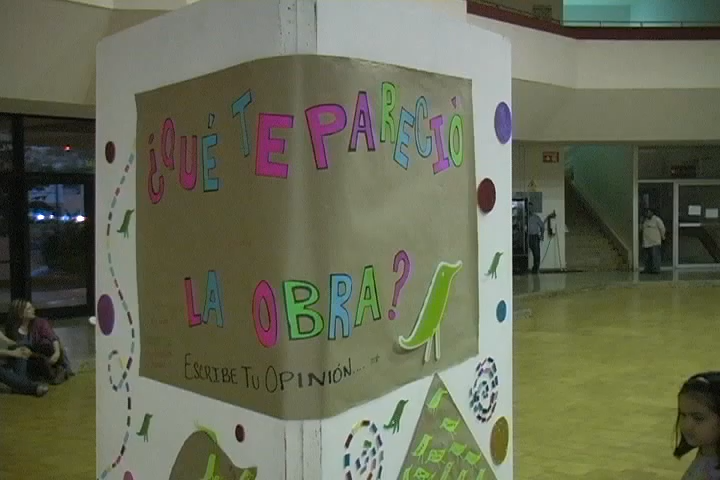 ¿QUÉ TE PARECIÓ
LA OBRA?
ESCRIBE TU OPINIÓN....